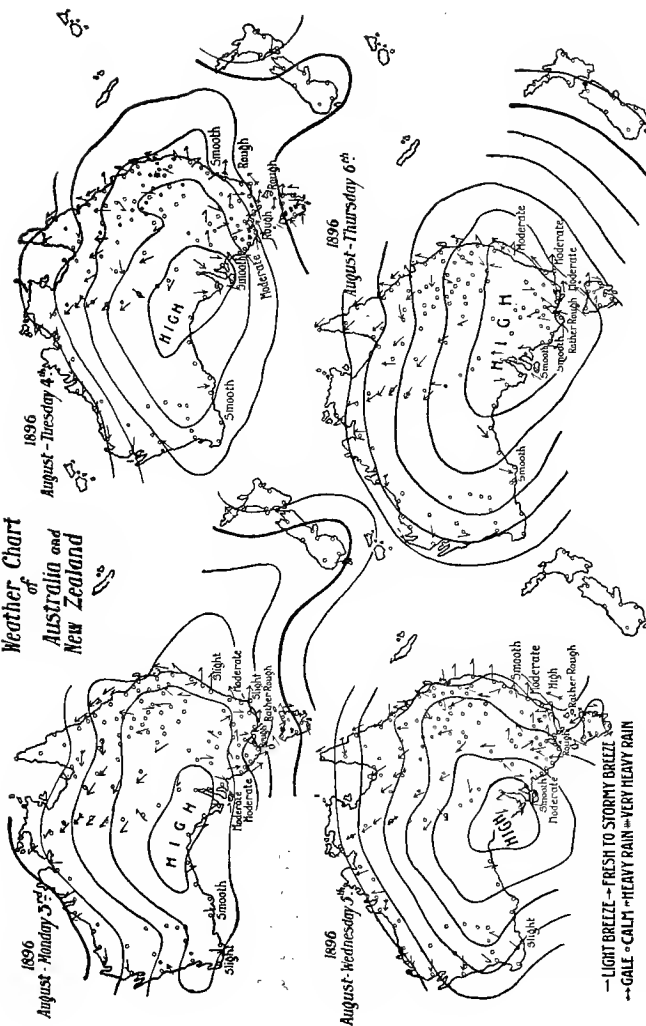 Weather Chart
of
Australia and
New Zealand
1896
August - Monday 3rd.
HIGH
Slight
Smooth
Moderate
Moderate
Rough
Rather Rough
Slight
Moderate
Slight
1896
August - Tuesday 4th
HIGH
Smooth
Smooth
Moderate
Rough
Rough
Rough
Smooth
1896
August - Wednesday 5th.
HIGH
Slight
Smooth
Moderate
Rough
Rather Rough
High
Moderate
Smooth
1896
August - Thursday 6th
HIGH
Smooth
Smooth
Smooth
Rather Rough
Moderate
Moderate
Moderate
LIGHT BREEZE FRESH TO STORMY BREEZE
GALE CALM HEAVY RAIN VERY HEAVY RAIN